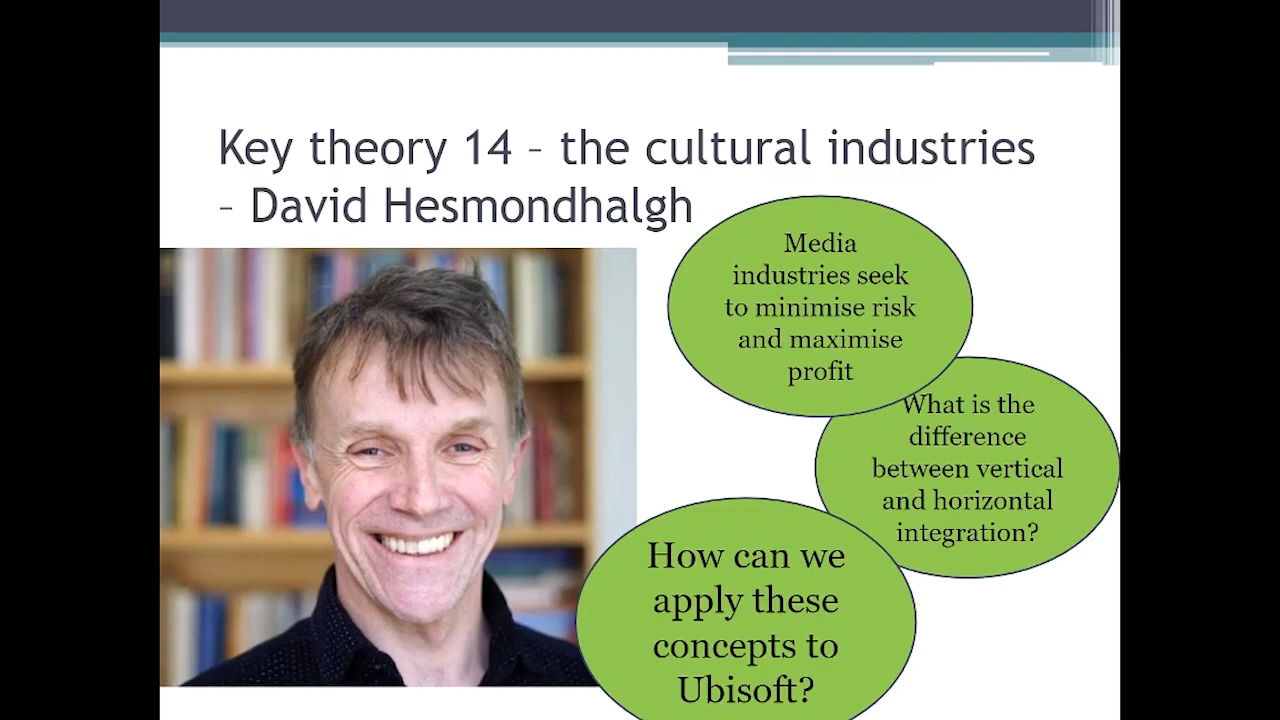 Key theory 14 – the cultural industries
– David Hesmondhalgh
Media
industries seek
to minimise risk
and maximise
profit
What is the
difference
between vertical
and horizontal
integration?
How can we
apply these
concepts to
Ubisoft?